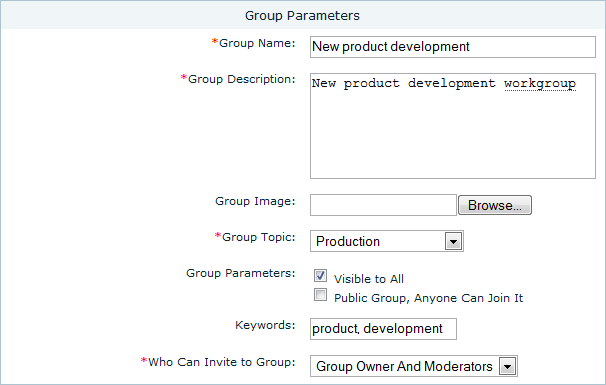 Group Parameters
*Group Name: New product development
*Group Description: New product development workgroup
Group Image: Browse...
*Group Topic: Production
Group Parameters: Visible to All
Public Group, Anyone Can Join It
Keywords: product, development
*Who Can Invite to Group: Group Owner And Moderators